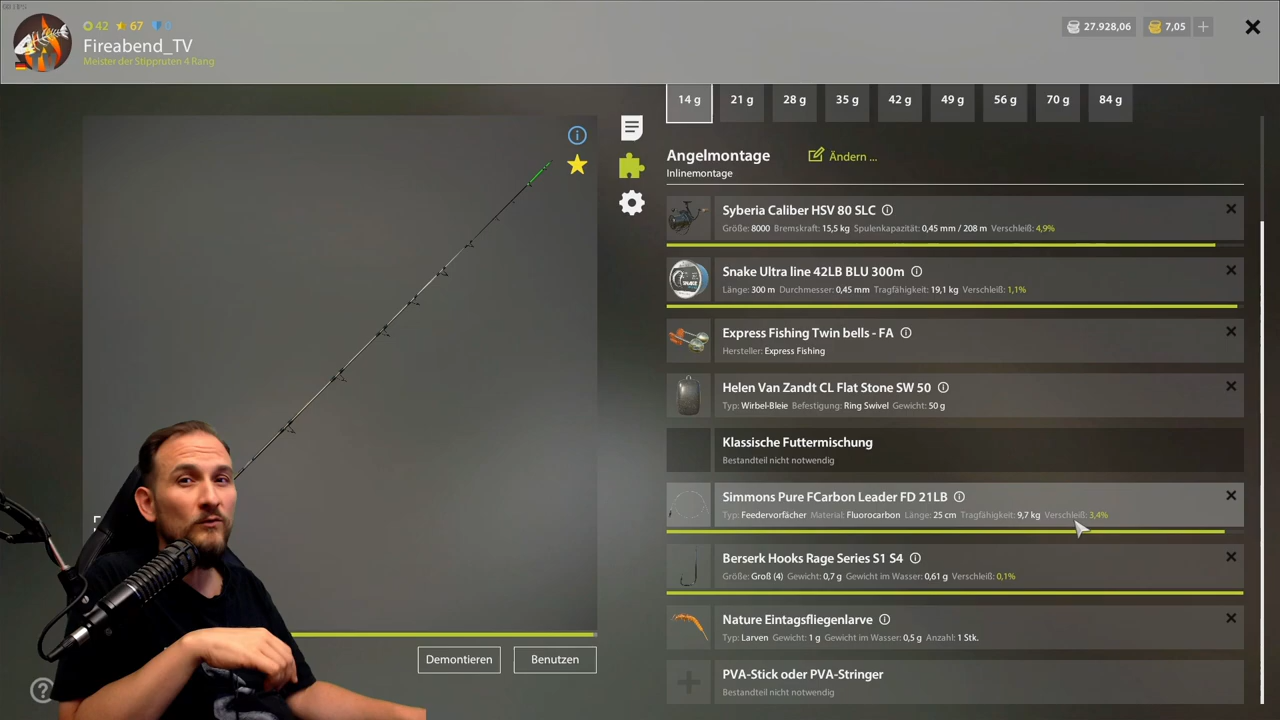 42 67
Fireabend_TV
Meister der Stippruten 4 Rang
27.928,06 7,05 +
14 g 21 g 28 g 35 g 42 g 49 g 56 g 70 g 84 g
Angelmontage Ändern ...
Inlinemontage
Syberia Caliber HSV 80 SLC
Größe: 8000 Bremskraft: 15,5 kg Spulenkapazität: 0,45 mm / 208 m Verschleiß: 4,9%
Snake Ultra line 42LB BLU 300m
Länge: 300 m Durchmesser: 0,45 mm Tragfähigkeit: 19,1 kg Verschleiß: 1,1%
Express Fishing Twin bells - FA
Hersteller: Express Fishing
Helen Van Zandt CL Flat Stone SW 50
Typ: Wirbel-Bleie Befestigung: Ring Swivel Gewicht: 50 g
Klassische Futtermischung
Bestandteil nicht notwendig
Simmons Pure FCarbon Leader FD 21LB
Typ: Feedervorfächer Material: Fluorocarbon Länge: 25 cm Tragfähigkeit: 9,7 kg Verschleiß: 3,4%
Berserk Hooks Rage Series S1 S4
Größe: Groß (4) Gewicht: 0,7 g Gewicht im Wasser: 0,61 g Verschleiß: 0,1%
Nature Eintagsfliegenlarve
Typ: Larven Gewicht: 1 g Gewicht im Wasser: 0,5 g Anzahl: 1 Stk.
PVA-Stick oder PVA-Stringer
Bestandteil nicht notwendig
Demontieren Benutzen
?